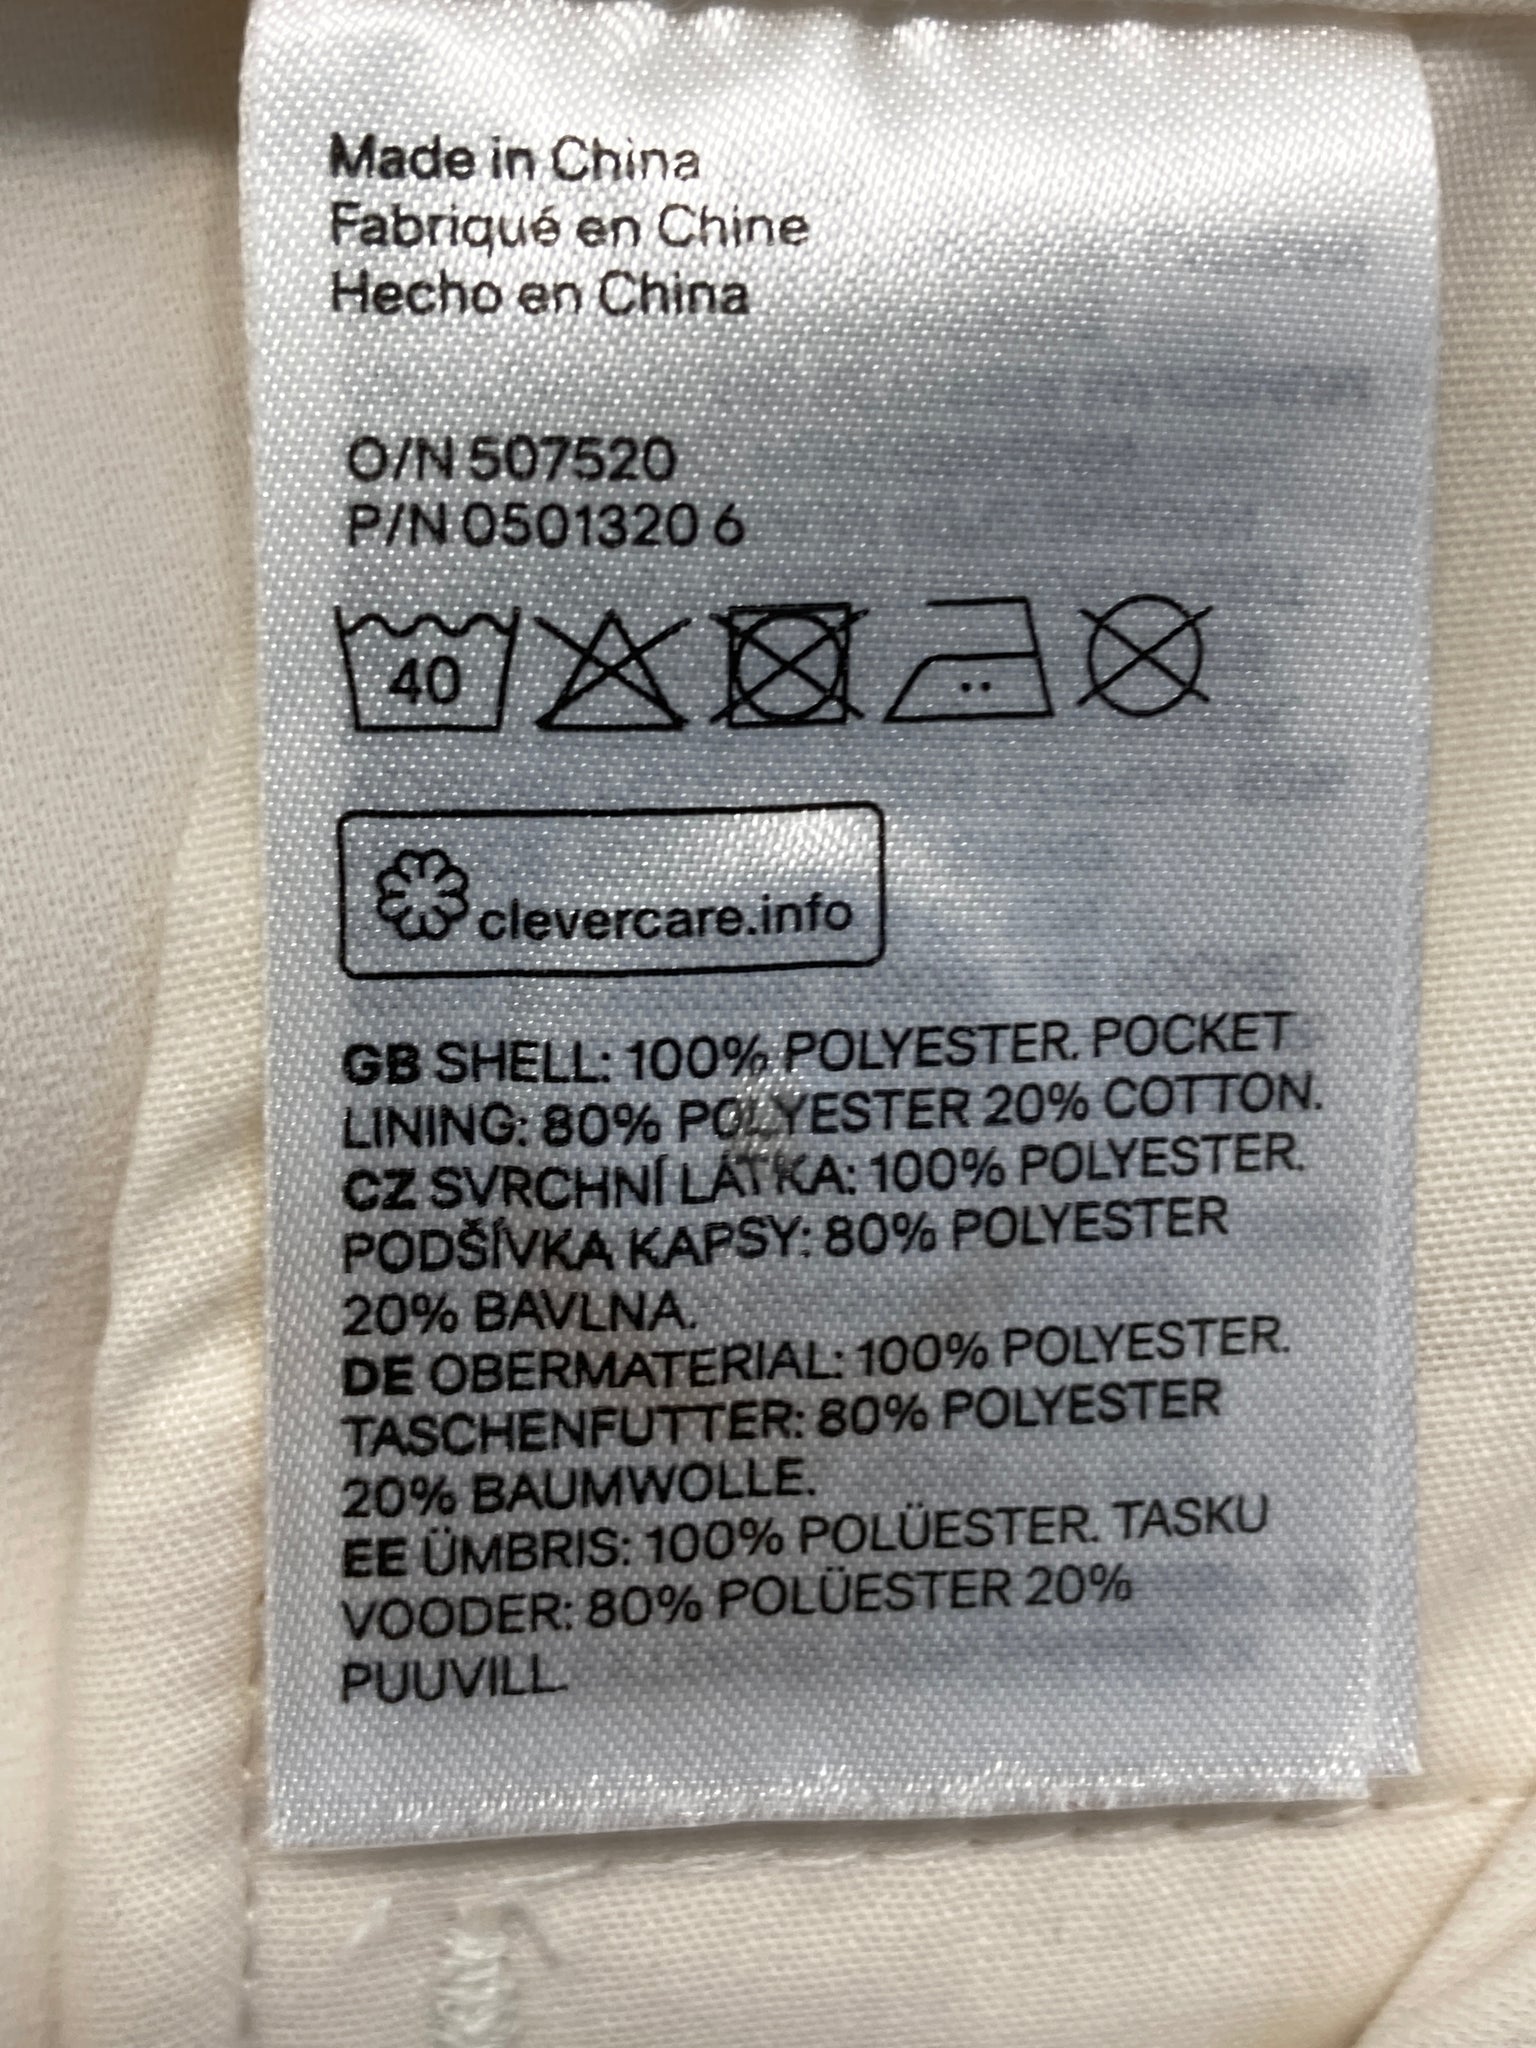 Made in China
Fabriqué en Chine
Hecho en China
O/N 507520
P/N 0501320 6
40
clevercare.info
GB SHELL: 100% POLYESTER. POCKET
LINING: 80% POLYESTER 20% COTTON.
CZ SVRCHNÍ LÁTKA: 100% POLYESTER.
PODŠÍVKA KAPSY: 80% POLYESTER
20% BAVLNA.
DE OBERMATERIAL: 100% POLYESTER.
TASCHENFUTTER: 80% POLYESTER
20% BAUMWOLLE.
EE ÜMBRIS: 100% POLÜESTER. TASKU
VOODER: 80% POLÜESTER 20%
PUUVILL.